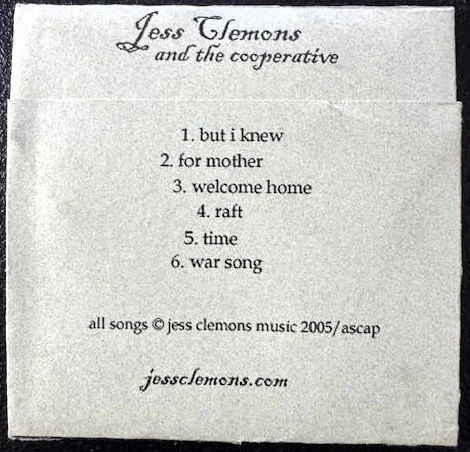 Jess Clemons
and the cooperative
1. but i knew
2. for mother
3. welcome home
4. raft
5. time
6. war song
all songs © jess clemons music 2005/ascap
jessclemons.com